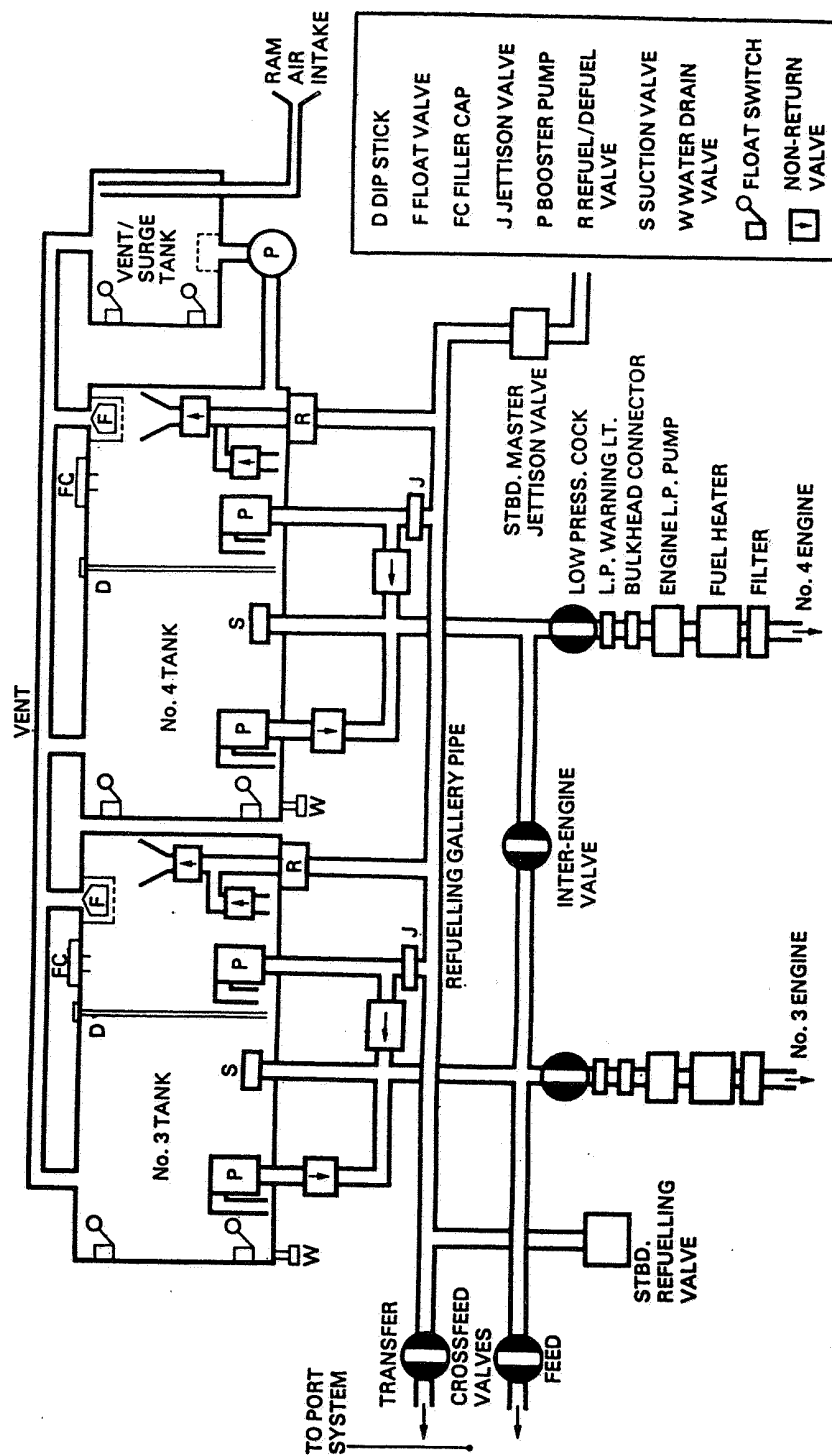 VENT
RAM
AIR
INTAKE
VENT/
SURGE
TANK
P
FC
F
FC
F
D
D
No. 3 TANK
No. 4 TANK
S
P
P
R
S
P
P
R
W
W
J
J
REFUELLING GALLERY PIPE
STBD. MASTER
JETTISON VALVE
TO PORT
SYSTEM
TRANSFER
CROSSFEED
VALVES
FEED
STBD.
REFUELLING
VALVE
INTER-ENGINE
VALVE
LOW PRESS. COCK
L.P. WARNING LT.
BULKHEAD CONNECTOR
ENGINE L.P. PUMP
FUEL HEATER
FILTER
No. 3 ENGINE
No. 4 ENGINE
D DIP STICK
F FLOAT VALVE
FC FILLER CAP
J JETTISON VALVE
P BOOSTER PUMP
R REFUEL/DEFUEL
VALVE
S SUCTION VALVE
W WATER DRAIN
VALVE
FLOAT SWITCH
NON-RETURN
VALVE